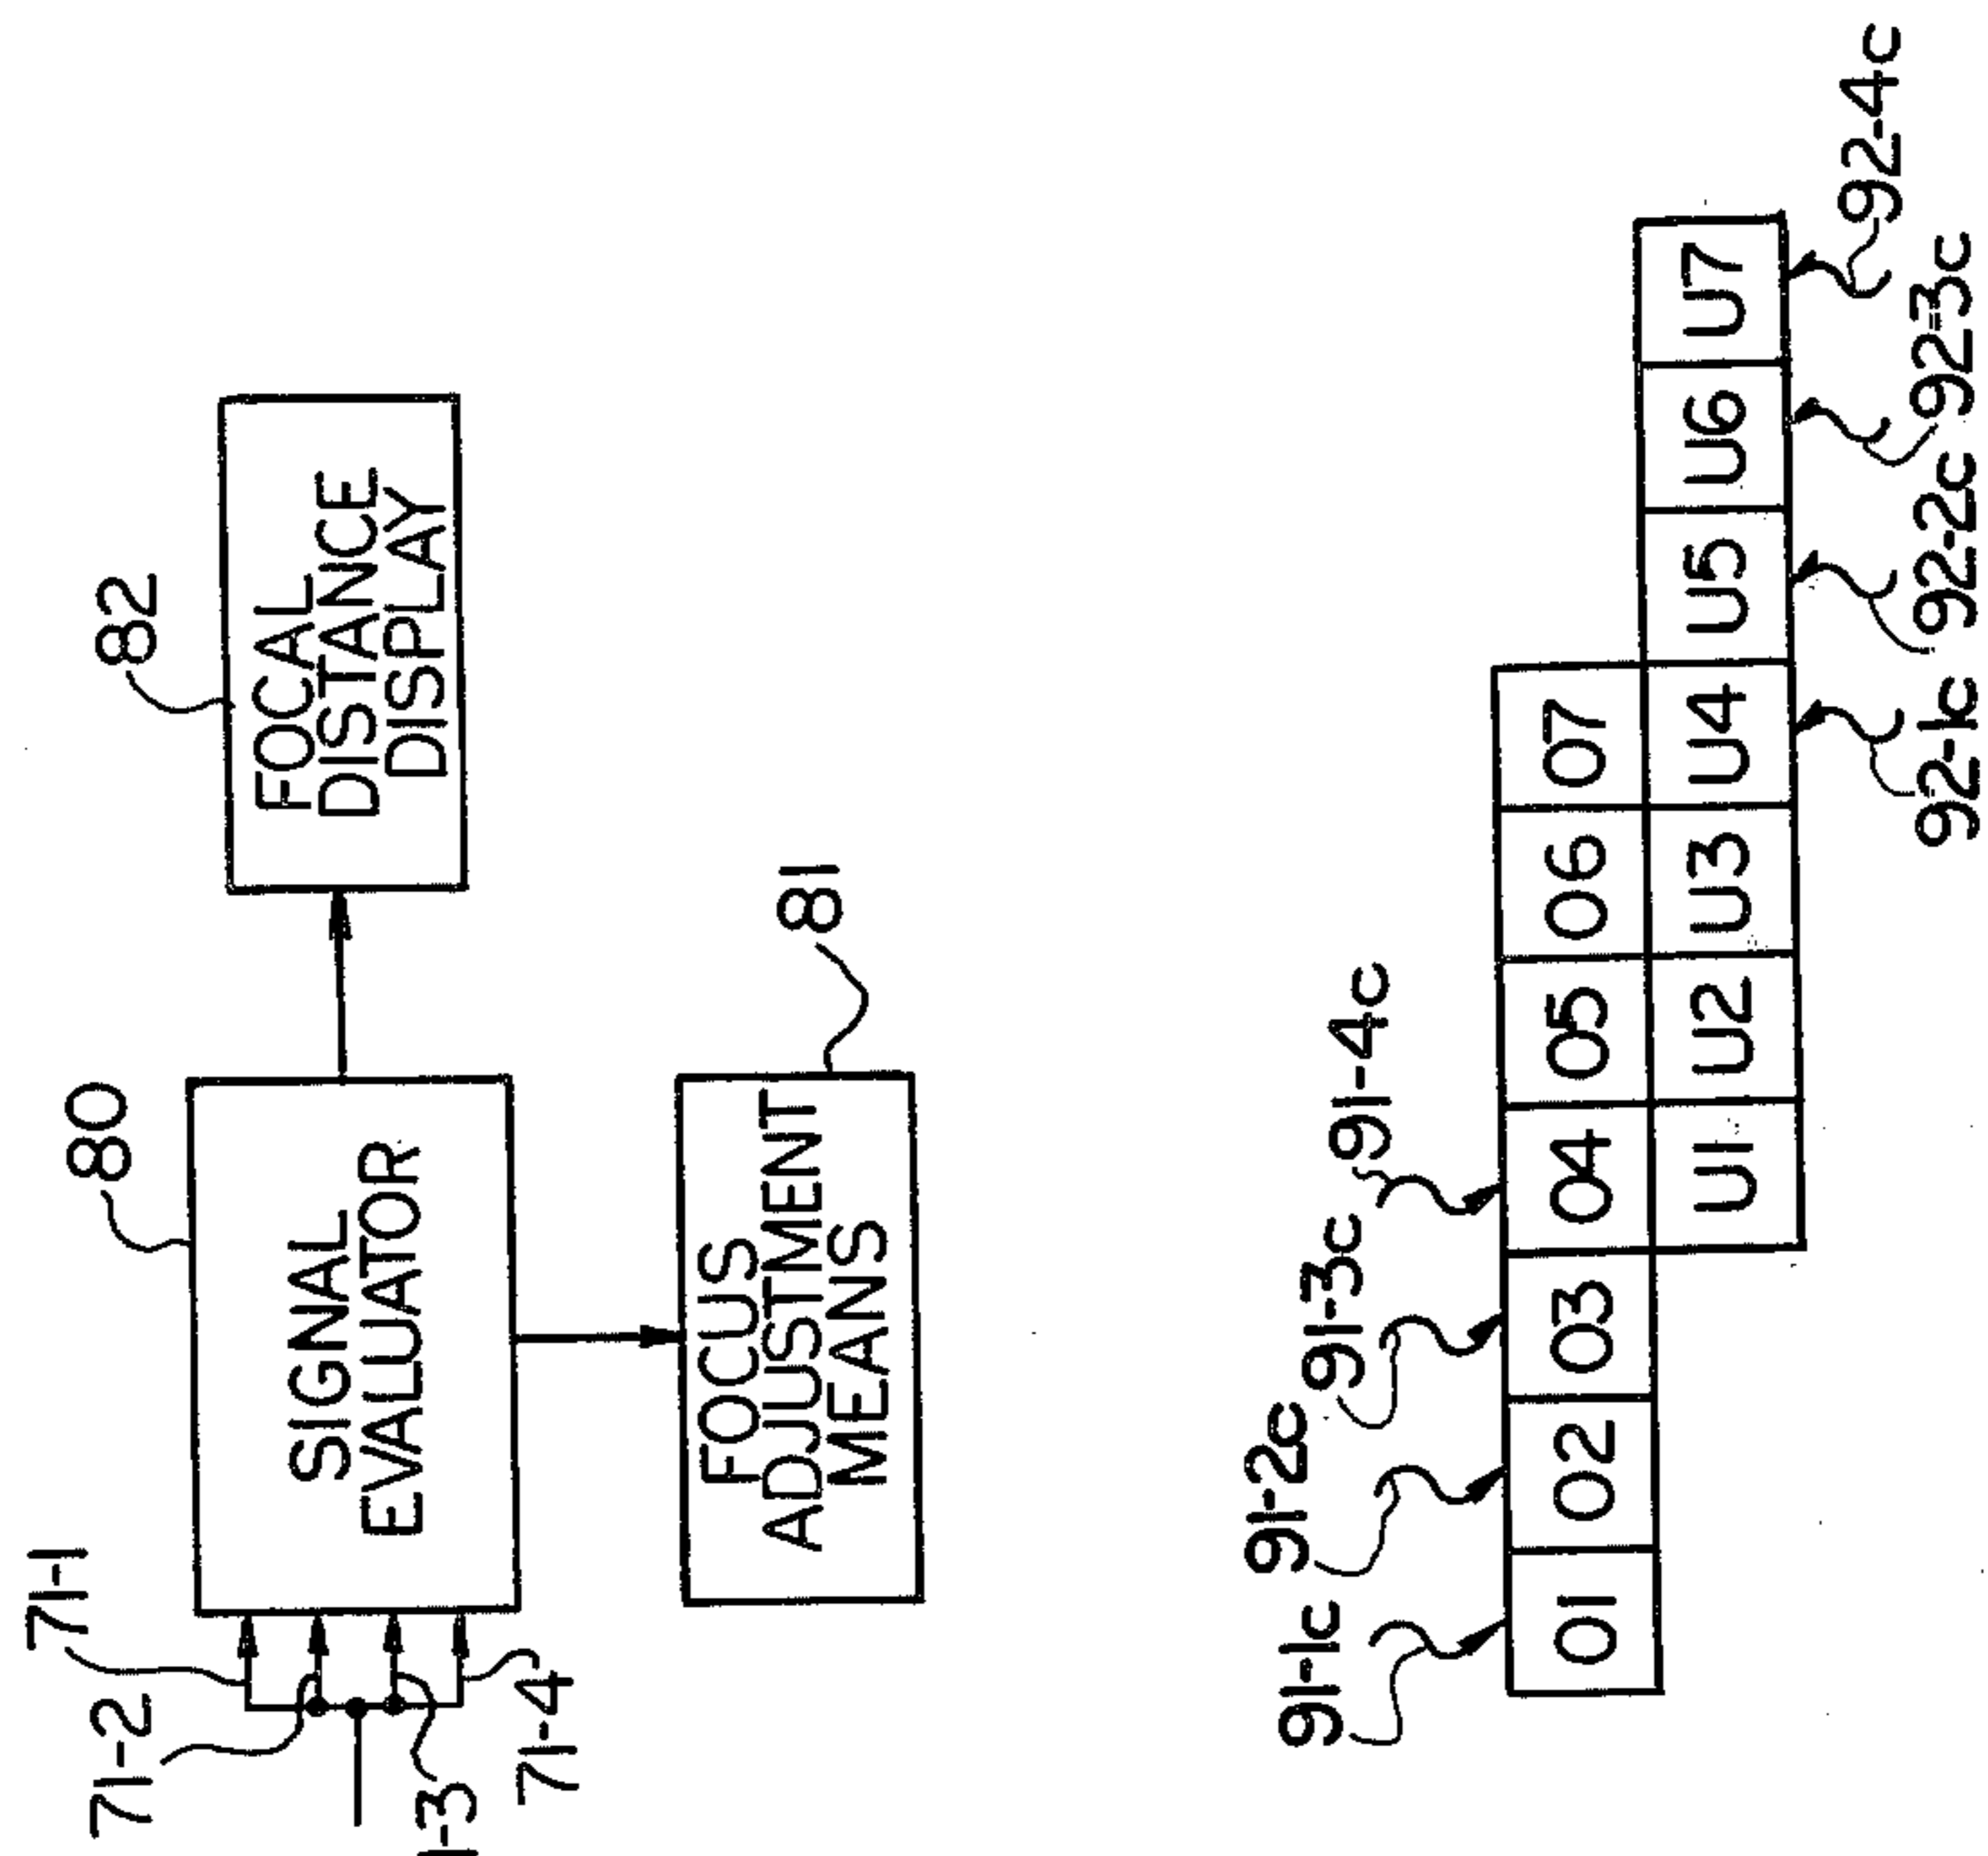 71-1
71-2
1-3
71-4
80
SIGNAL
EVALUATOR
82
FOCAL
DISTANCE
DISPLAY
81
FOCUS
ADJUSTMENT
MEANS
91-1c
91-2c
91-3c
91-4c
01 02 03 04 05 06 07
U1 U2 U3 U4 U5 U6 U7
92-1c
92-2c
92=3c
92-4c